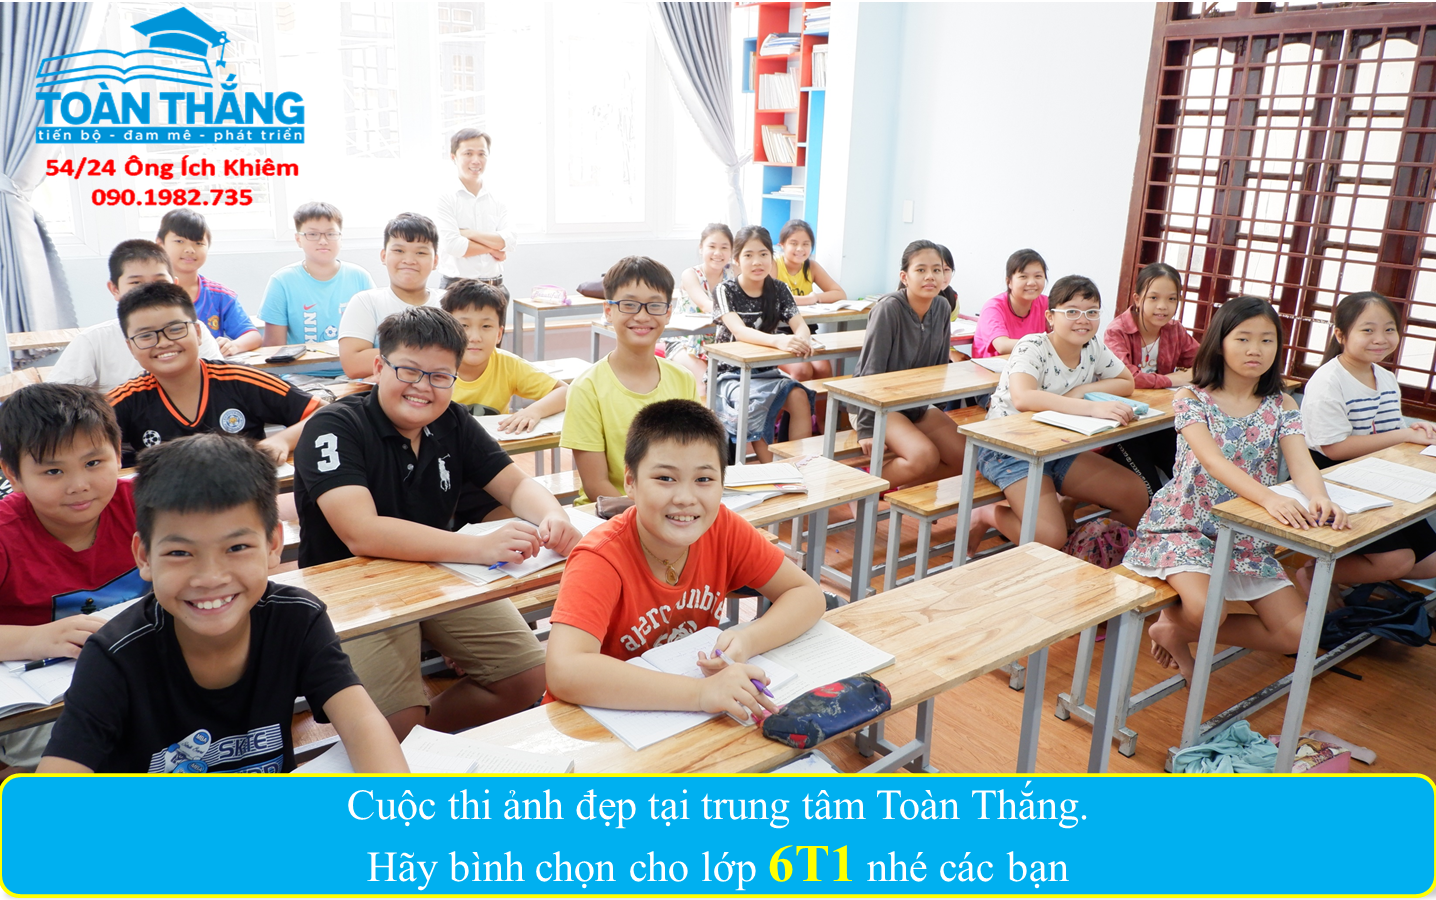 TOÀN THẮNG
tiến bộ - đam mê - phát triển
54/24 Ông Ích Khiêm
090.1982.735
3
Cuộc thi ảnh đẹp tại trung tâm Toàn Thắng.
Hãy bình chọn cho lớp 6T1 nhé các bạn